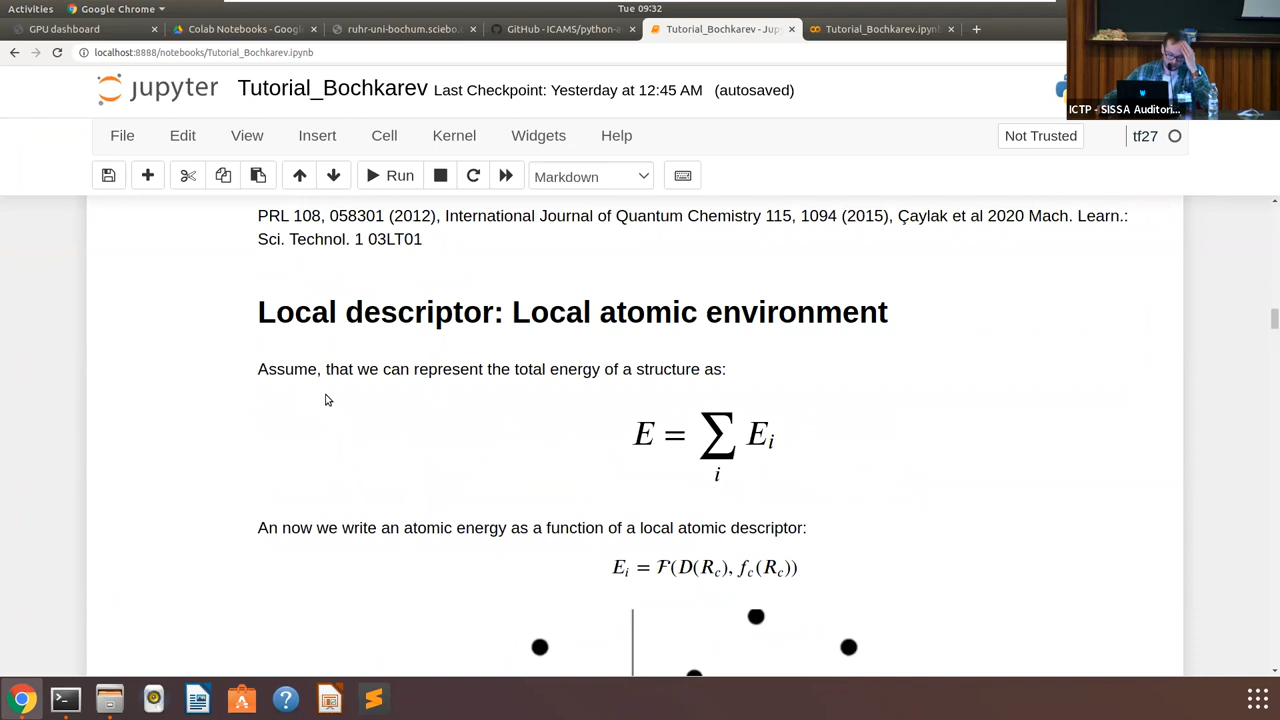 Activities Google Chrome Tue 09:32
GPU dashboard Colab Notebooks - Google ruhr-uni-bochum.sciebo. GitHub - ICAMS/python-a Tutorial_Bochkarev - Jup Tutorial_Bochkarev.ipynb
localhost:8888/notebooks/Tutorial_Bochkarev.ipynb
jupyter Tutorial_Bochkarev Last Checkpoint: Yesterday at 12:45 AM (autosaved)
ICTP - SISSA Auditori...
File Edit View Insert Cell Kernel Widgets Help Not Trusted tf27
Run Markdown
PRL 108, 058301 (2012), International Journal of Quantum Chemistry 115, 1094 (2015), Çaylak et al 2020 Mach. Learn.:
Sci. Technol. 1 03LT01
Local descriptor: Local atomic environment
Assume, that we can represent the total energy of a structure as:
E = ∑_i E_i
An now we write an atomic energy as a function of a local atomic descriptor:
E_i = F(D(R_c), f_c(R_c))